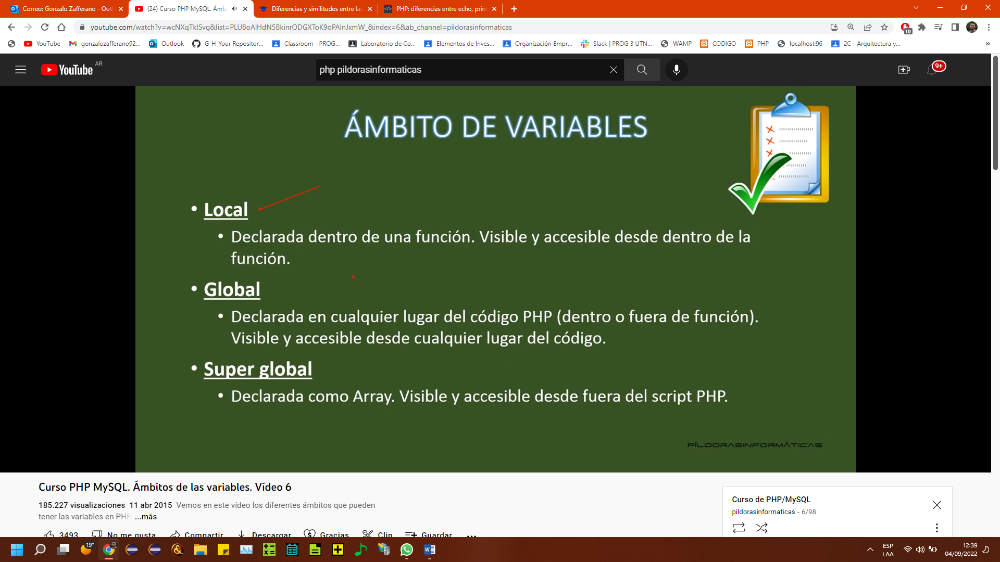 Correo: Gonzalo Zafferano - Outl
(24) Curso PHP MySQL. Ámb
Diferencias y similitudes entre las
PHP: diferencias entre echo, print
youtube.com/watch?v=wcNXqTkISvg&list=PLU8oAlHdN5BkinrODGXToK9oPAlnJxmW_&index=6&ab_channel=pildorasinformaticas
10
YouTube
gonzalozafferano92...
Outlook
G-H-Your Repositor...
Classroom - PROG...
Laboratorio de Co...
Elementos de Inves...
Organización Empr...
Slack | PROG 3 UTN...
WAMP
CODIGO
PHP
localhost:96
2C - Arquitectura y...
»
YouTube AR
php pildorasinformaticas
9+
ÁMBITO DE VARIABLES
• Local
• Declarada dentro de una función. Visible y accesible desde dentro de la
función.
• Global
• Declarada en cualquier lugar del código PHP (dentro o fuera de función).
Visible y accesible desde cualquier lugar del código.
• Super global
• Declarada como Array. Visible y accesible desde fuera del script PHP.
PÍLDORASINFORMÁTICAS
Curso PHP MySQL. Ámbitos de las variables. Vídeo 6
185.227 visualizaciones 11 abr 2015 Vemos en este vídeo los diferentes ámbitos que pueden
tener las variables en PHP ...más
3493 No me gusta Compartir Descargar Gracias Clip Guardar ...
Curso de PHP/MySQL
pildorasinformaticas - 6/98
19°
ESP
LAA
12:39
04/09/2022